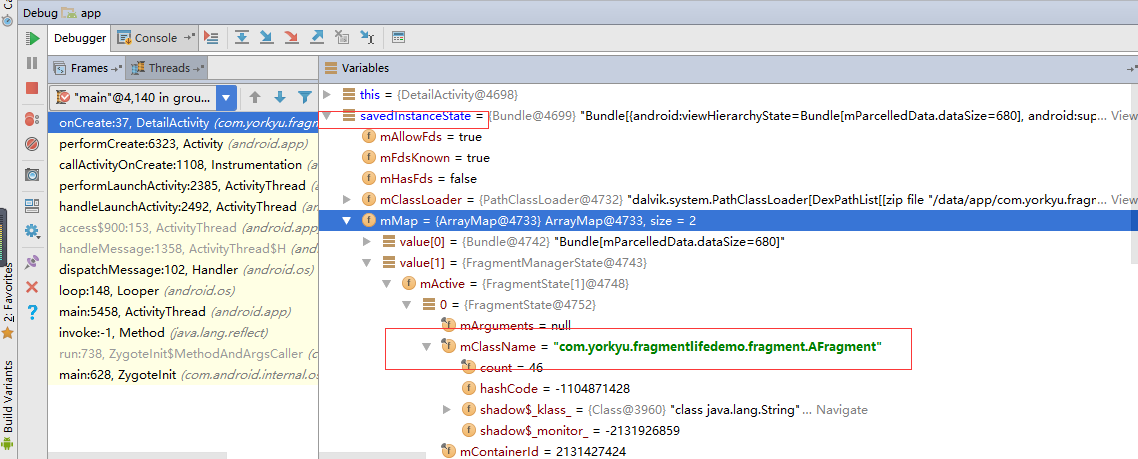 Debug app
Debugger Console
Frames Threads
"main"@4,140 in grou...
onCreate:37, DetailActivity (com.yorkyu.fragm
performCreate:6323, Activity (android.app)
callActivityOnCreate:1108, Instrumentation (a
performLaunchActivity:2385, ActivityThread
handleLaunchActivity:2492, ActivityThread
access$900:153, ActivityThread (android.app)
handleMessage:1358, ActivityThread$H (andro
dispatchMessage:102, Handler (android.os)
loop:148, Looper (android.os)
main:5458, ActivityThread (android.app)
invoke:-1, Method (java.lang.reflect)
run:738, ZygoteInit$MethodAndArgsCaller (
main:628, ZygoteInit (com.android.internal.os
Variables
this = {DetailActivity@4698}
savedInstanceState = {Bundle@4699} "Bundle[{android:viewHierarchyState=Bundle[mParcelledData.dataSize=680], android:sup... View
mAllowFds = true
mFdsKnown = true
mHasFds = false
mClassLoader = {PathClassLoader@4732} "dalvik.system.PathClassLoader[DexPathList[[zip file "/data/app/com.yorkyu.fragr... View
mMap = {ArrayMap@4733} ArrayMap@4733, size = 2
value[0] = {Bundle@4742} "Bundle[mParcelledData.dataSize=680]"
value[1] = {FragmentManagerState@4743}
mActive = {FragmentState[1]@4748}
0 = {FragmentState@4752}
mArguments = null
mClassName = "com.yorkyu.fragmentlifedemo.fragment.AFragment"
count = 46
hashCode = -1104871428
shadow$_klass_ = {Class@3960} "class java.lang.String" ... Navigate
shadow$_monitor_ = -2131926859
mContainerId = 2131427424
2: Favorites
Build Variants